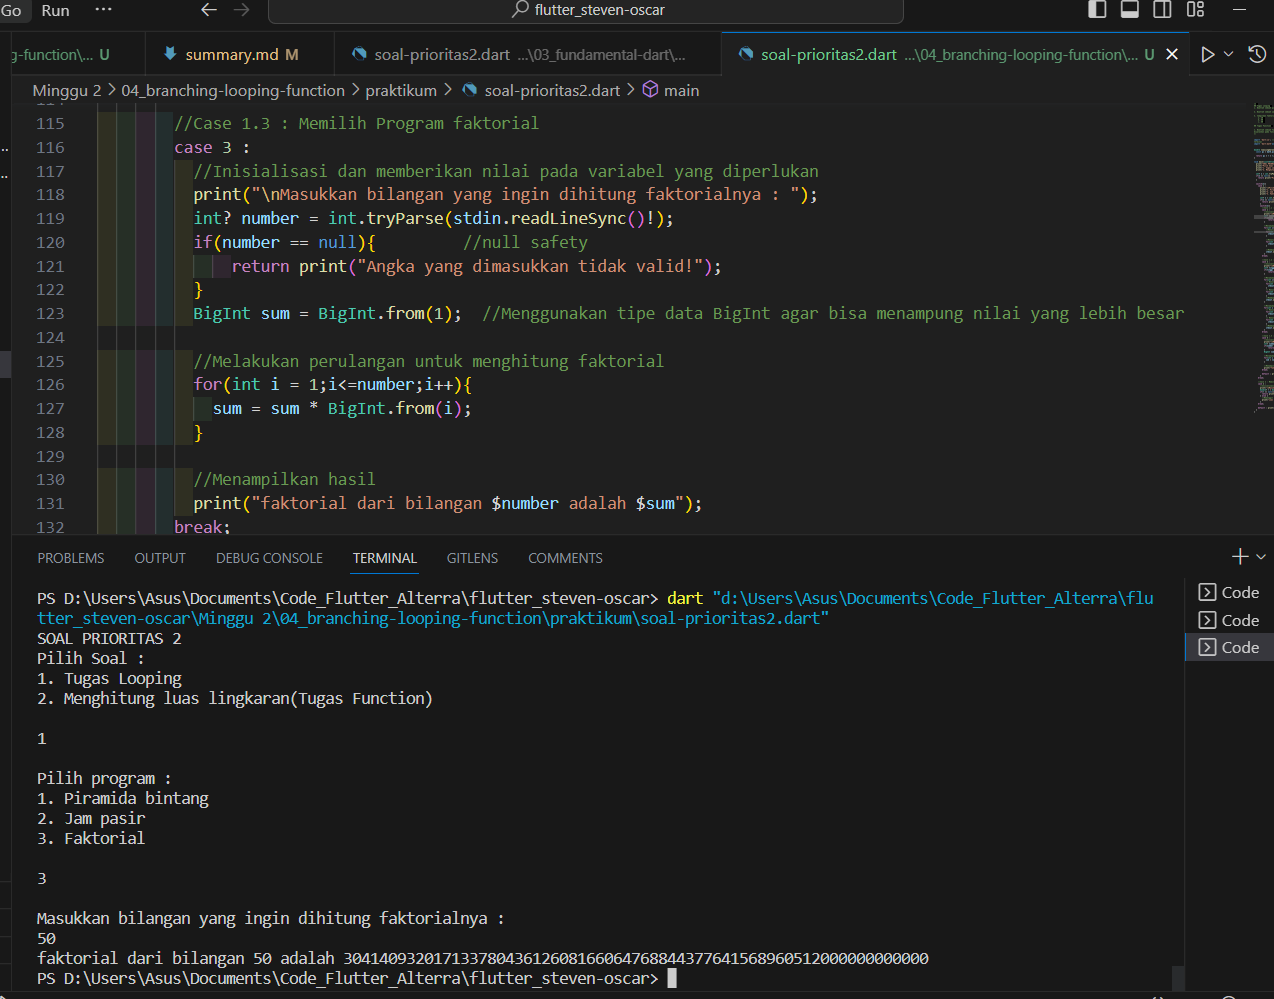 Go Run ··· flutter_steven-oscar
g-function\... U summary.md M soal-prioritas2.dart ...\03_fundamental-dart\... soal-prioritas2.dart ...\04_branching-looping-function\... U
Minggu 2 > 04_branching-looping-function > praktikum > soal-prioritas2.dart > main
115 //Case 1.3 : Memilih Program faktorial
116 case 3 :
117 //Inisialisasi dan memberikan nilai pada variabel yang diperlukan
118 print("\nMasukkan bilangan yang ingin dihitung faktorialnya : ");
119 int? number = int.tryParse(stdin.readLineSync()!);
120 if(number == null){ //null safety
121 return print("Angka yang dimasukkan tidak valid!");
122 }
123 BigInt sum = BigInt.from(1); //Menggunakan tipe data BigInt agar bisa menampung nilai yang lebih besar
124
125 //Melakukan perulangan untuk menghitung faktorial
126 for(int i = 1;i<=number;i++){
127 sum = sum * BigInt.from(i);
128 }
129
130 //Menampilkan hasil
131 print("faktorial dari bilangan $number adalah $sum");
132 break;
PROBLEMS OUTPUT DEBUG CONSOLE TERMINAL GITLENS COMMENTS
PS D:\Users\Asus\Documents\Code_Flutter_Alterra\flutter_steven-oscar> dart "d:\Users\Asus\Documents\Code_Flutter_Alterra\flu
tter_steven-oscar\Minggu 2\04_branching-looping-function\praktikum\soal-prioritas2.dart"
SOAL PRIORITAS 2
Pilih Soal :
1. Tugas Looping
2. Menghitung luas lingkaran(Tugas Function)
1
Pilih program :
1. Piramida bintang
2. Jam pasir
3. Faktorial
3
Masukkan bilangan yang ingin dihitung faktorialnya :
50
faktorial dari bilangan 50 adalah 30414093201713378043612608166064768844377641568960512000000000000
PS D:\Users\Asus\Documents\Code_Flutter_Alterra\flutter_steven-oscar>
Code
Code
Code